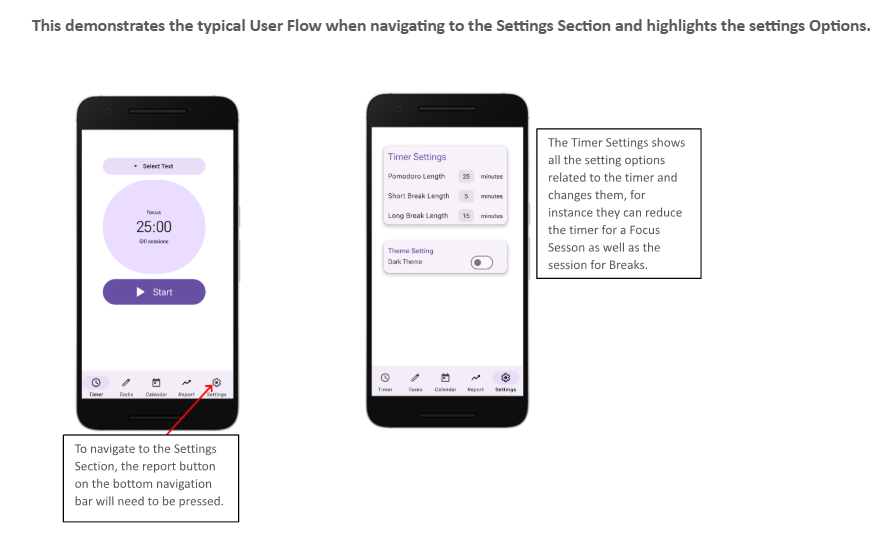 This demonstrates the typical User Flow when navigating to the Settings Section and highlights the settings Options.
Select Text
focus
25:00
0/0 sessions
Start
Timer Tasks Calendar Report Settings
To navigate to the Settings
Section, the report button
on the bottom navigation
bar will need to be pressed.
Timer Settings
Pomodoro Length 25 minutes
Short Break Length 5 minutes
Long Break Length 15 minutes
Theme Setting
Dark Theme
Timer Tasks Calendar Report Settings
The Timer Settings shows
all the setting options
related to the timer and
changes them, for
instance they can reduce
the timer for a Focus
Sesson as well as the
session for Breaks.